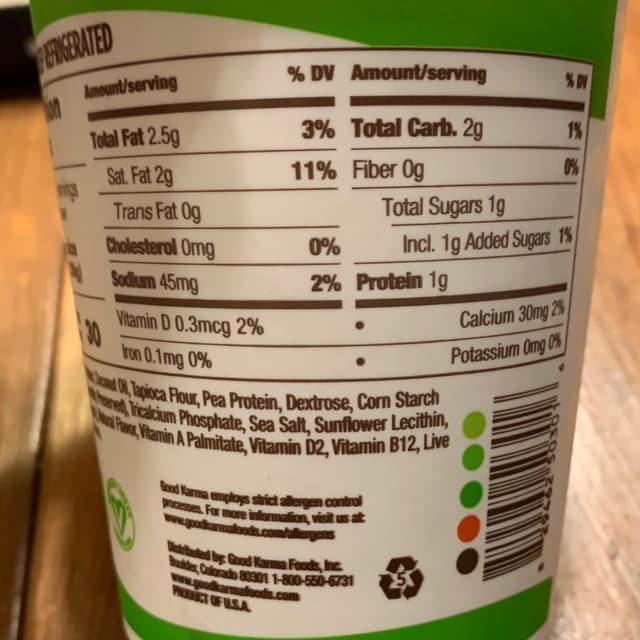 REFRIGERATED
Amount/serving % DV Amount/serving % DV
Total Fat 2.5g 3% Total Carb. 2g 1%
Sat. Fat 2g 11% Fiber 0g 0%
Trans Fat 0g Total Sugars 1g
Cholesterol 0mg 0% Incl. 1g Added Sugars 1%
Sodium 45mg 2% Protein 1g
30 Vitamin D 0.3mcg 2% • Calcium 30mg 2%
Iron 0.1mg 0% • Potassium 0mg 0%
Coconut Oil, Tapioca Flour, Pea Protein, Dextrose, Corn Starch
Tricalcium Phosphate, Sea Salt, Sunflower Lecithin,
Natural Flavor, Vitamin A Palmitate, Vitamin D2, Vitamin B12, Live
Good Karma employs strict allergen control
processes. For more information, visit us at:
www.goodkarmafoods.com/allergens
Distributed by: Good Karma Foods, Inc.
Boulder, Colorado 80301 1-800-550-6731
www.goodkarmafoods.com
PRODUCT OF U.S.A.
5